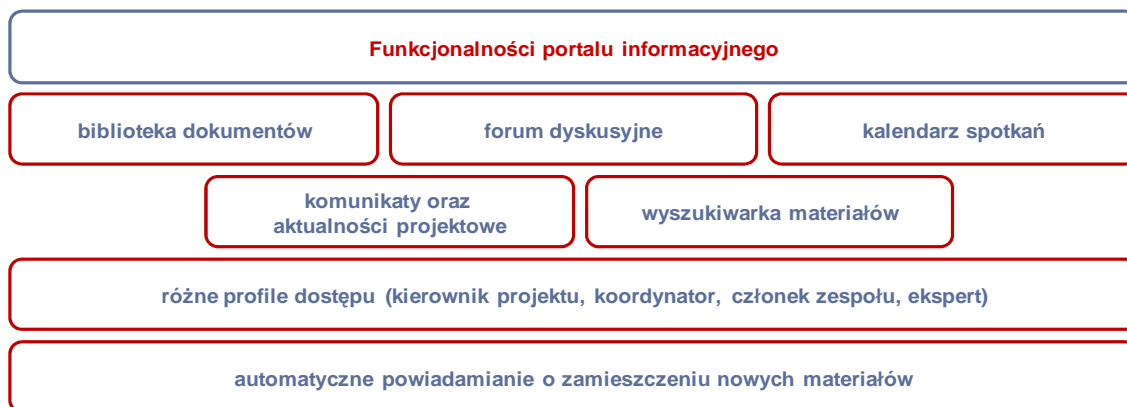 Funkcjonalności portalu informacyjnego
biblioteka dokumentów
forum dyskusyjne
kalendarz spotkań
komunikaty oraz
aktualności projektowe
wyszukiwarka materiałów
różne profile dostępu (kierownik projektu, koordynator, członek zespołu, ekspert)
automatyczne powiadamianie o zamieszczeniu nowych materiałów